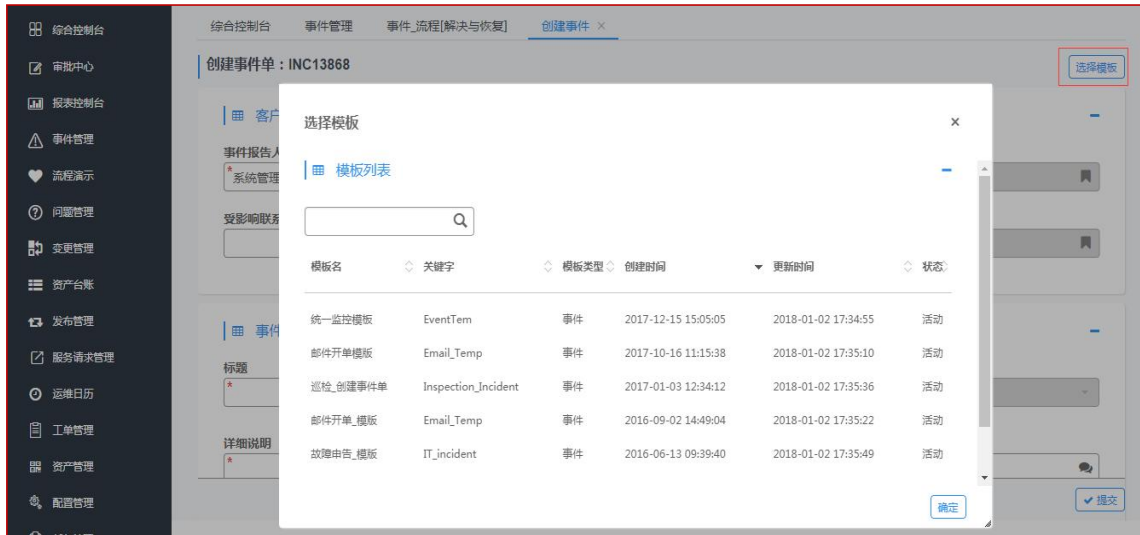 综合控制台
审批中心
报表控制台
事件管理
流程演示
问题管理
变更管理
资产台账
发布管理
服务请求管理
运维日历
工单管理
资产管理
配置管理
综合控制台 事件管理 事件_流程[解决与恢复] 创建事件 ×
创建事件单：INC13868 选择模板
客户
事件报告人
*系统管理
受影响联系
事件
标题
*
详细说明
*
提交
选择模板 ×
模板列表
模板名 关键字 模板类型 创建时间 更新时间 状态
统一监控模板 EventTem 事件 2017-12-15 15:05:05 2018-01-02 17:34:55 活动
邮件开单模版 Email_Temp 事件 2017-10-16 11:15:38 2018-01-02 17:35:10 活动
巡检_创建事件单 Inspection_Incident 事件 2017-01-03 12:34:12 2018-01-02 17:35:36 活动
邮件开单_模版 Email_Temp 事件 2016-09-02 14:49:04 2018-01-02 17:35:22 活动
故障申告_模版 IT_incident 事件 2016-06-13 09:39:40 2018-01-02 17:35:49 活动
确定